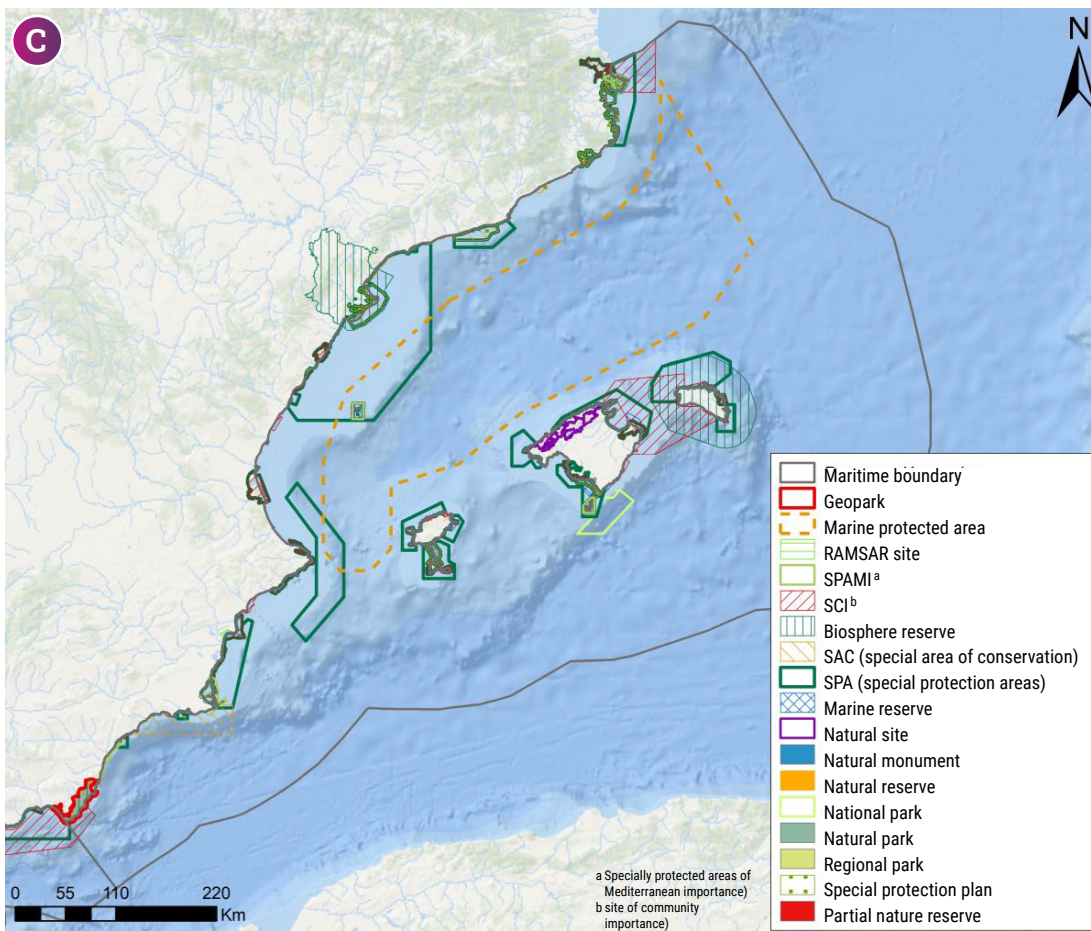 C
N
Maritime boundary
Geopark
Marine protected area
RAMSAR site
SPAMI a
SCI b
Biosphere reserve
SAC (special area of conservation)
SPA (special protection areas)
Marine reserve
Natural site
Natural monument
Natural reserve
National park
Natural park
Regional park
Special protection plan
Partial nature reserve
a Specially protected areas of
Mediterranean importance)
b site of community
importance)
0 55 110 220
Km